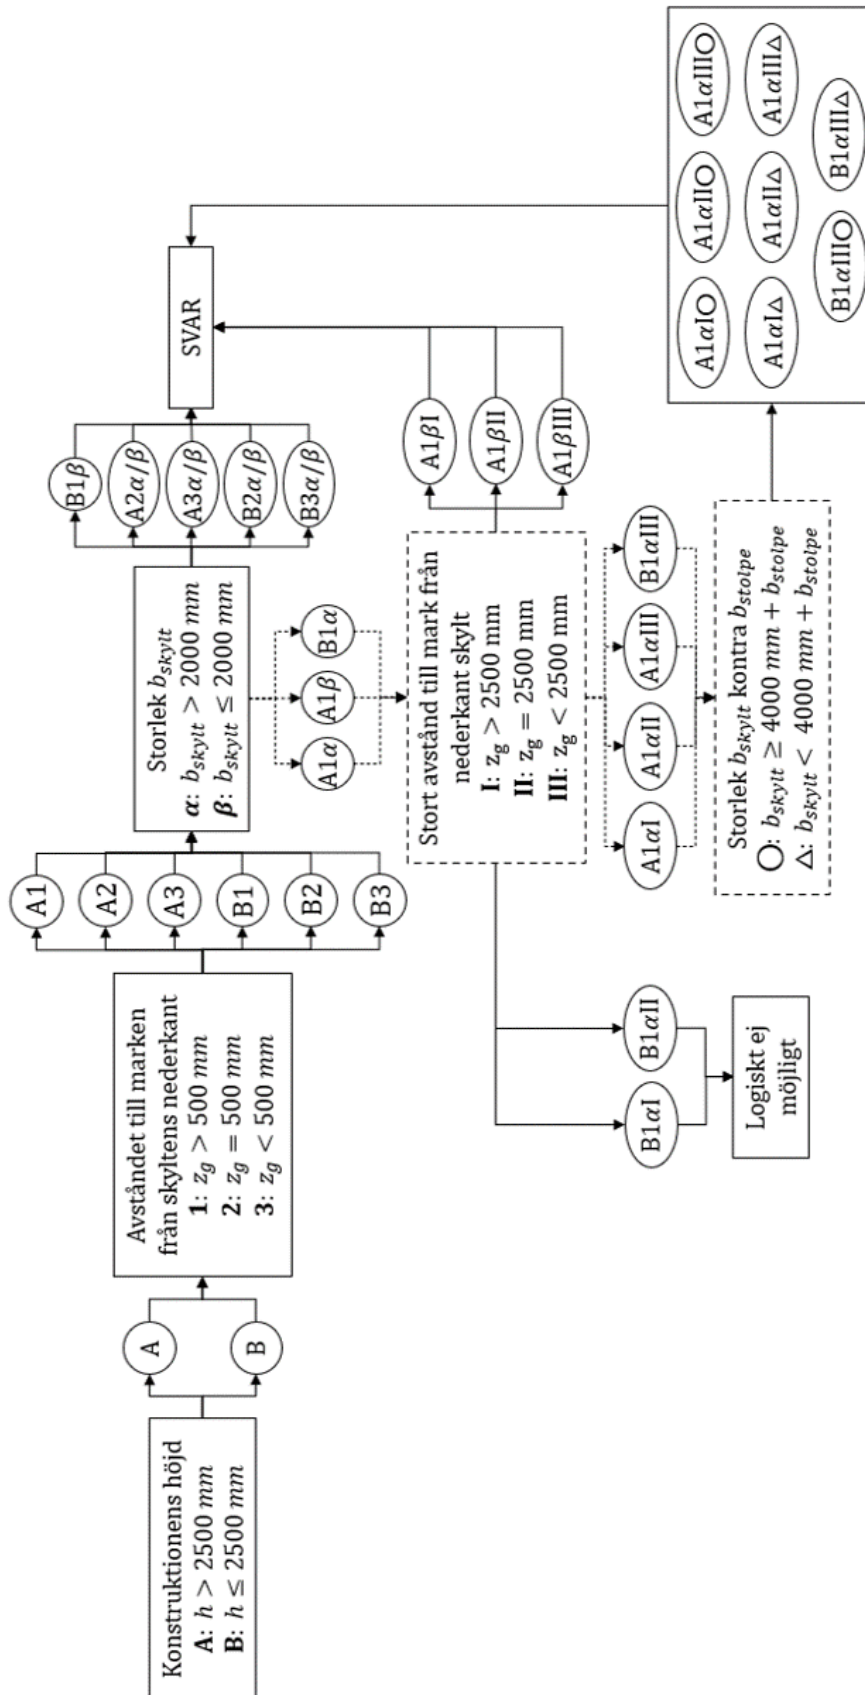 Konstruktionens höjd
A: h > 2500 mm
B: h ≤ 2500 mm
A
B
Avståndet till marken
från skyltens nederkant
1: z_g > 500 mm
2: z_g = 500 mm
3: z_g < 500 mm
A1
A2
A3
B1
B2
B3
Storlek b_skylt
α: b_skylt > 2000 mm
β: b_skylt ≤ 2000 mm
B1β
A2α/β
A3α/β
B2α/β
B3α/β
SVAR
A1α
A1β
B1α
Stort avstånd till mark från
nederkant skylt
I: z_g > 2500 mm
II: z_g = 2500 mm
III: z_g < 2500 mm
A1βI
A1βII
A1βIII
B1αI
B1αII
Logiskt ej
möjligt
A1αI
A1αII
A1αIII
B1αIII
Storlek b_skylt kontra b_stolpe
○: b_skylt ≥ 4000 mm + b_stolpe
△: b_skylt < 4000 mm + b_stolpe
A1αI○
A1αII○
A1αIII○
A1αI△
A1αII△
A1αIII△
B1αIII○
B1αIII△